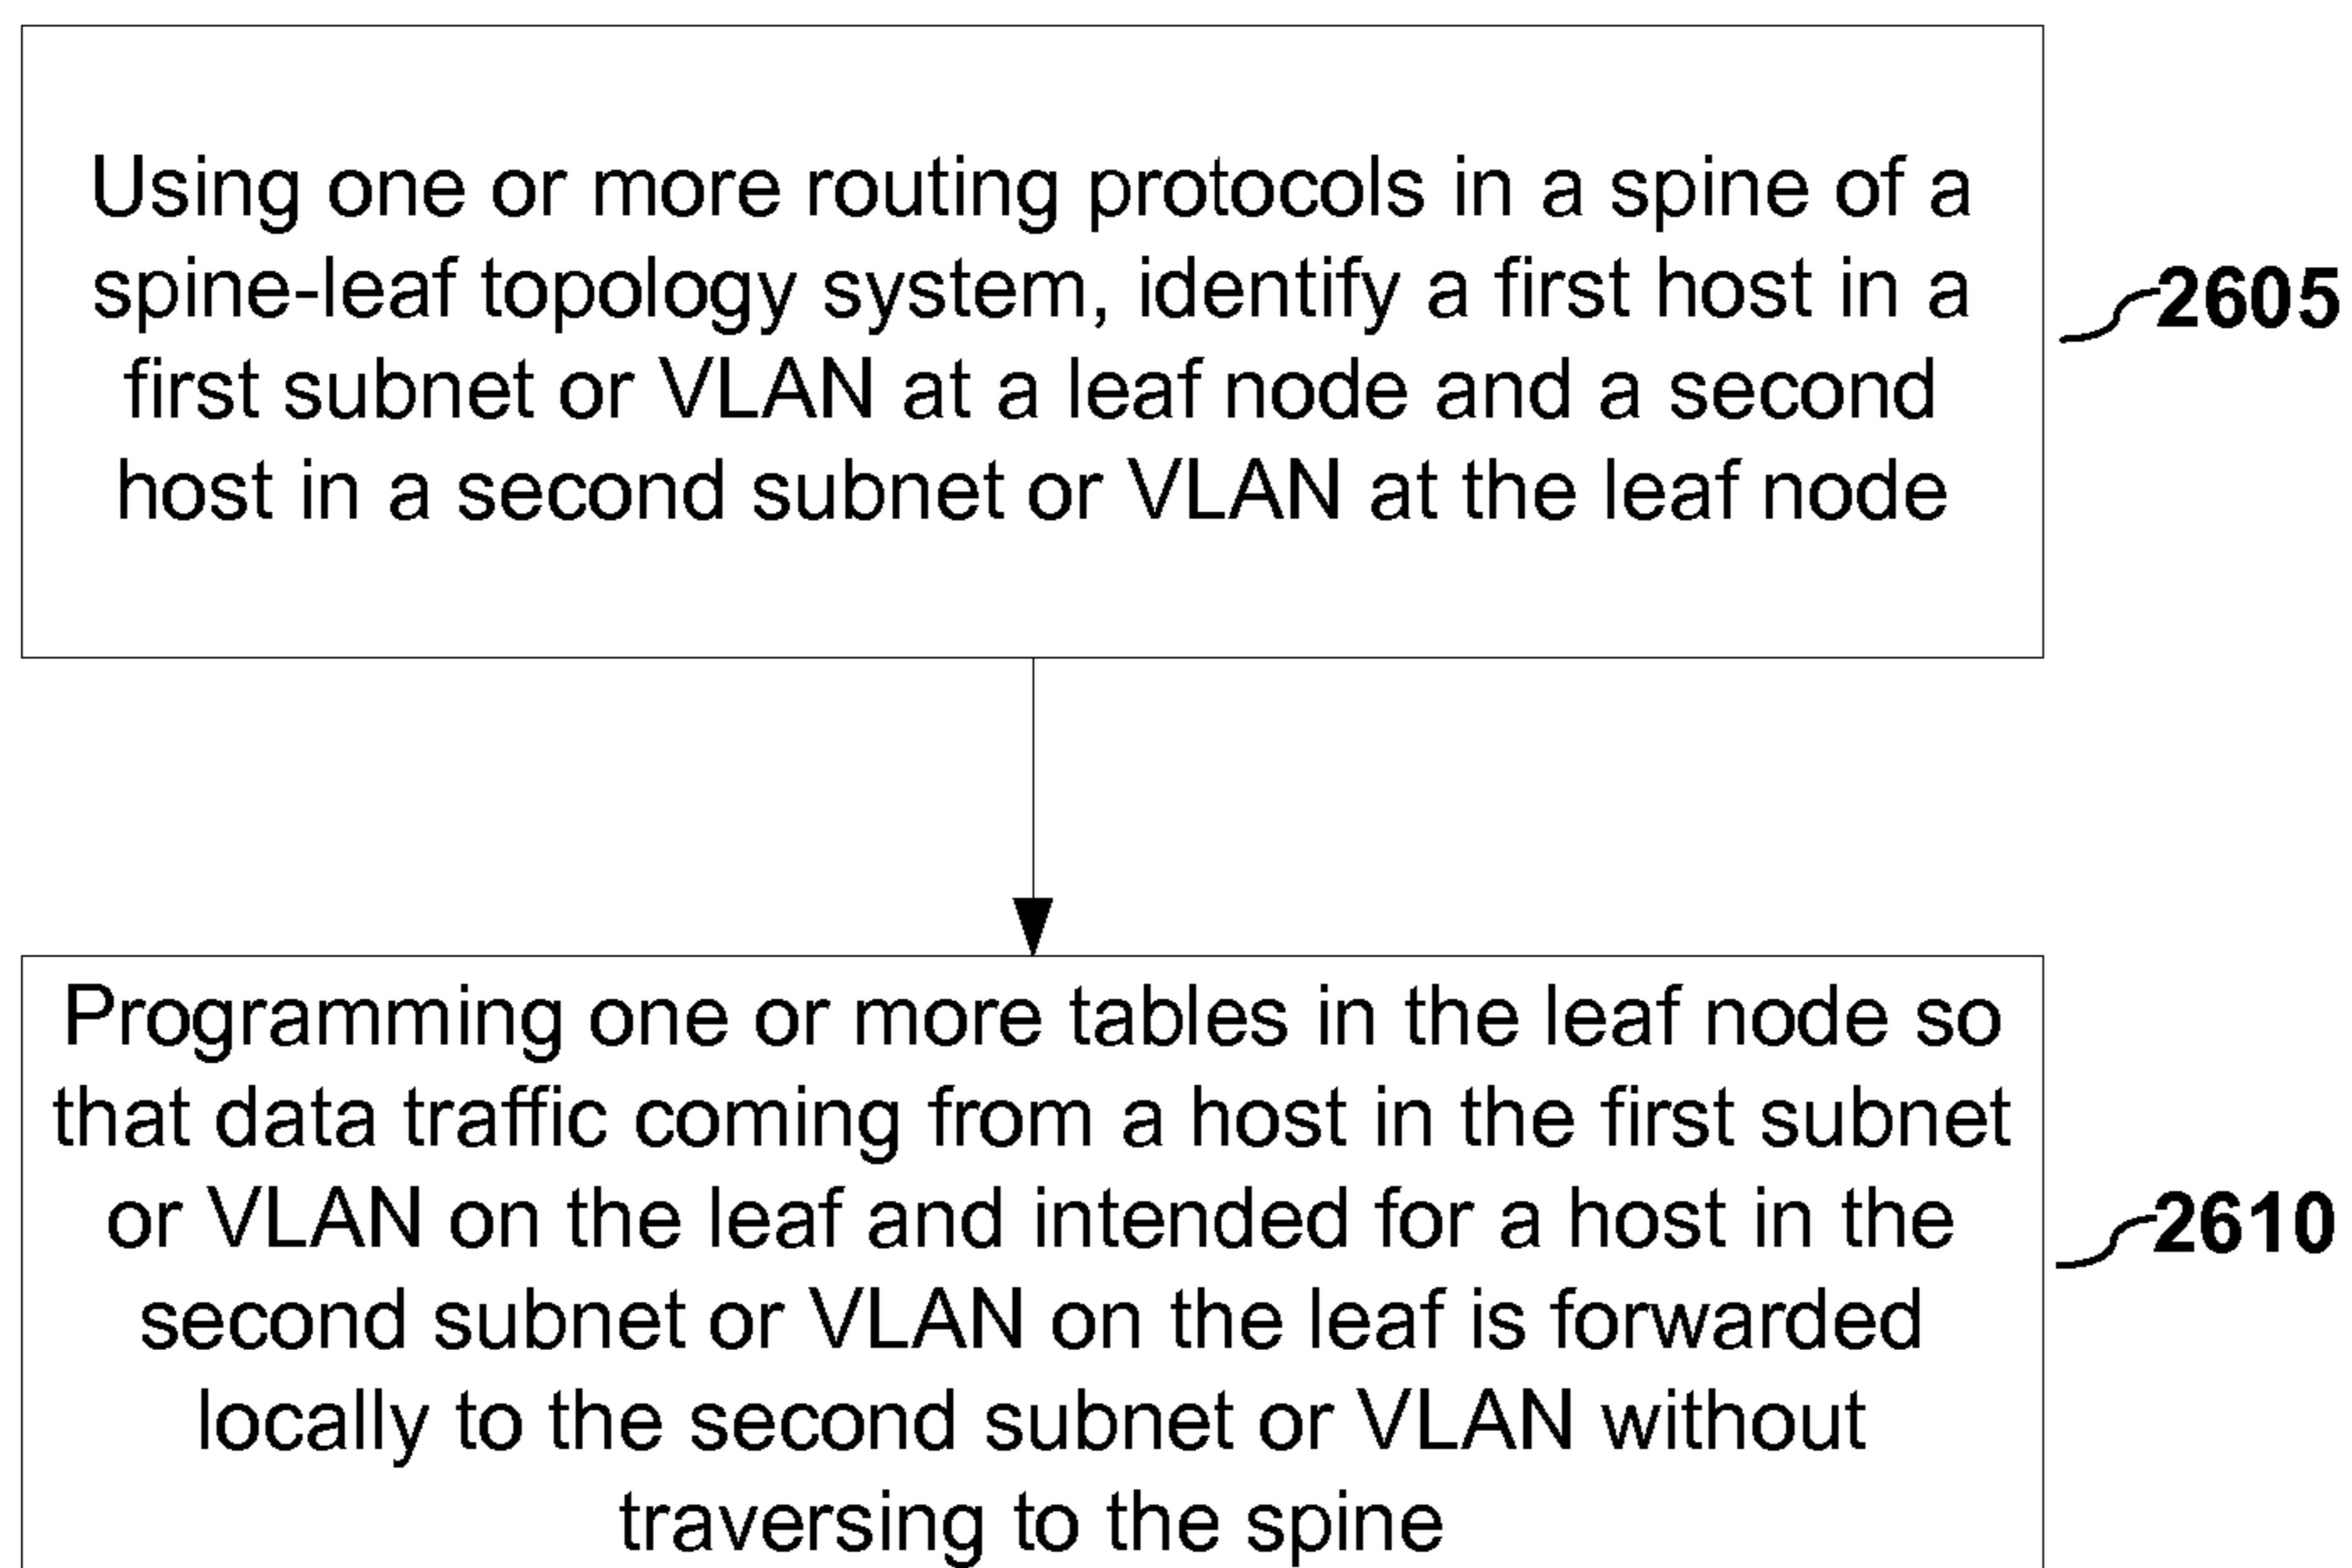 Using one or more routing protocols in a spine of a
spine-leaf topology system, identify a first host in a
first subnet or VLAN at a leaf node and a second
host in a second subnet or VLAN at the leaf node
2605
Programming one or more tables in the leaf node so
that data traffic coming from a host in the first subnet
or VLAN on the leaf and intended for a host in the
second subnet or VLAN on the leaf is forwarded
locally to the second subnet or VLAN without
traversing to the spine
2610